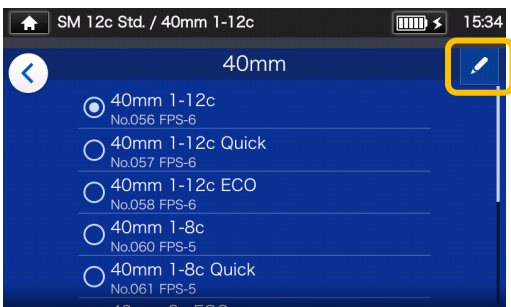 SM 12c Std. / 40mm 1-12c
15:34
40mm
40mm 1-12c
No.056 FPS-6
40mm 1-12c Quick
No.057 FPS-6
40mm 1-12c ECO
No.058 FPS-6
40mm 1-8c
No.060 FPS-5
40mm 1-8c Quick
No.061 FPS-5